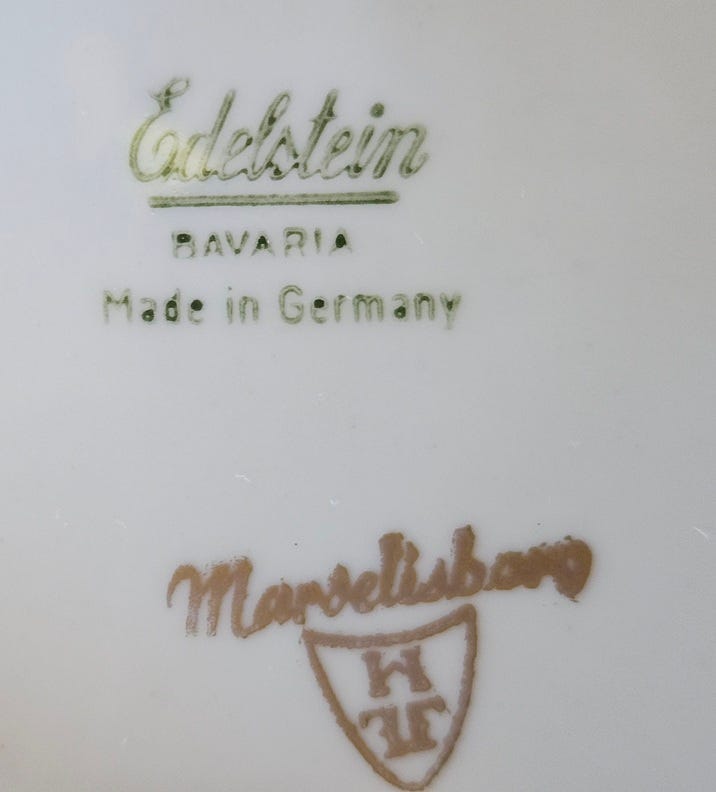 Edelstein
BAVARIA
Made in Germany
Marselisborg